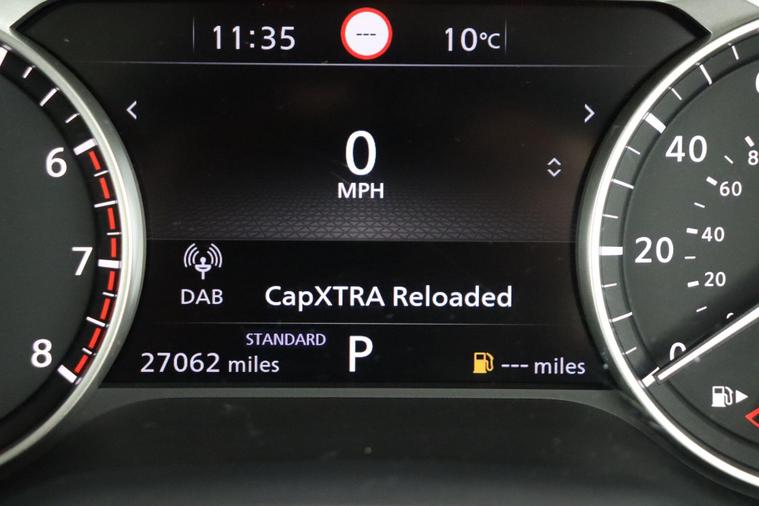 11:35
---
10°C
0
MPH
DAB
CapXTRA Reloaded
STANDARD
27062 miles
P
--- miles
6
7
8
40
20
0
60
40
20